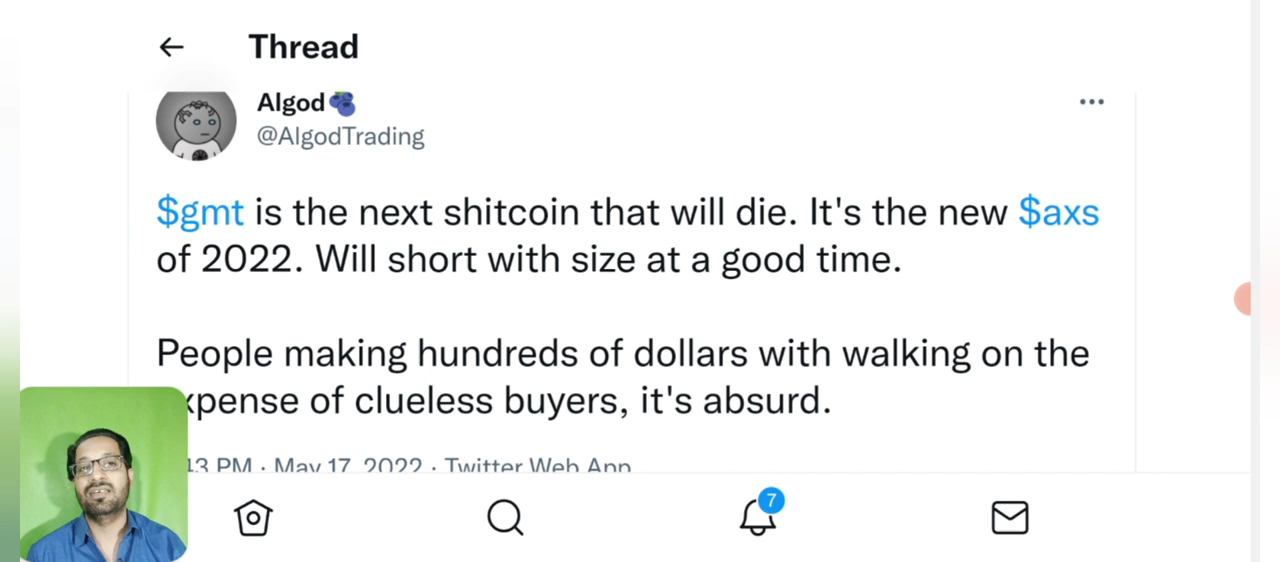 Thread
Algod
@AlgodTrading
$gmt is the next shitcoin that will die. It's the new $axs
of 2022. Will short with size at a good time.
People making hundreds of dollars with walking on the
xpense of clueless buyers, it's absurd.
13 PM · May 17, 2022 · Twitter Web App
7